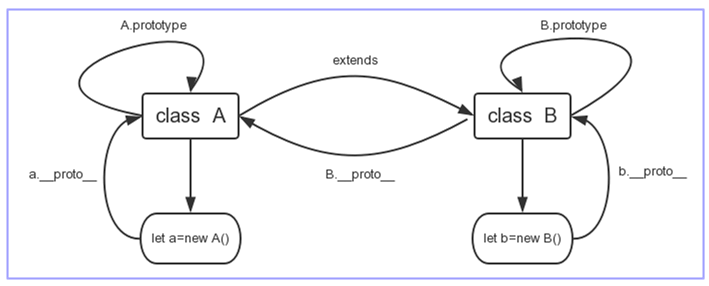 A.prototype
B.prototype
extends
class A
class B
a.__proto__
B.__proto__
b.__proto__
let a=new A()
let b=new B()